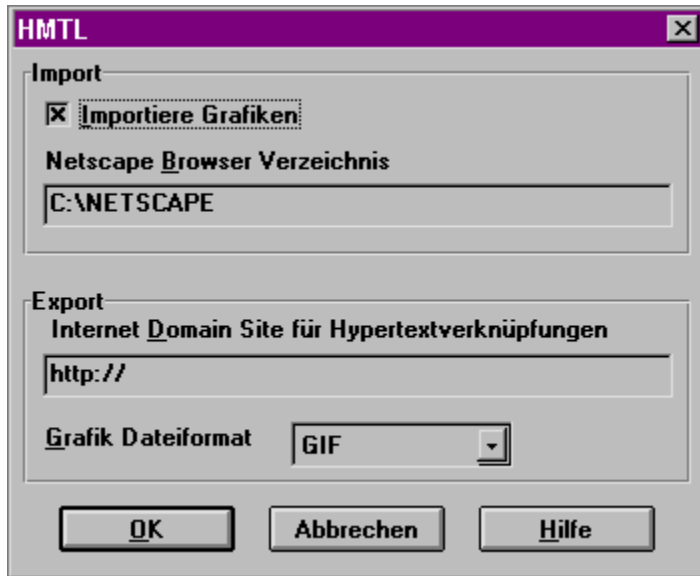 HMTL
Import
Importiere Grafiken
Netscape Browser Verzeichnis
C:\NETSCAPE
Export
Internet Domain Site für Hypertextverknüpfungen
http://
Grafik Dateiformat GIF
OK Abbrechen Hilfe